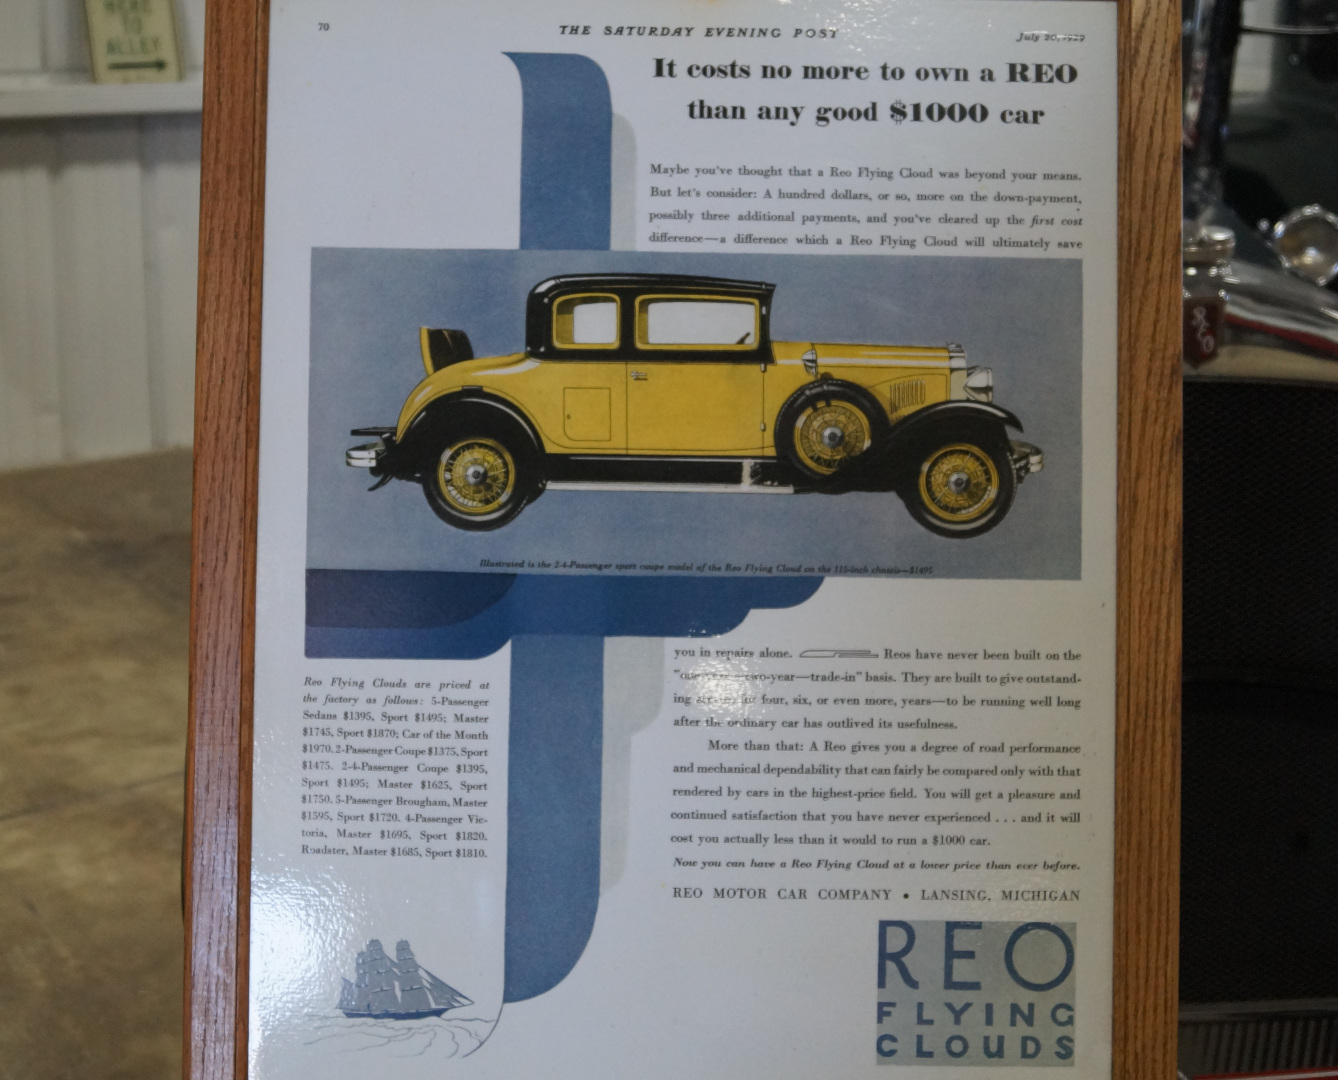 HERE
TO
ALLEY
70
THE SATURDAY EVENING POST
July 20, 1929
It costs no more to own a REO
than any good $1000 car
Maybe you've thought that a Reo Flying Cloud was beyond your means.
But let's consider: A hundred dollars, or so, more on the down-payment,
possibly three additional payments, and you've cleared up the first cost
difference—a difference which a Reo Flying Cloud will ultimately save
REO
Illustrated is the 2-4-Passenger sport coupe model of the Reo Flying Cloud on the 115-inch chassis—$1495
you in repairs alone. Reos have never been built on the
—two-year—trade-in" basis. They are built to give outstand-
ing for four, six, or even more, years—to be running well long
after the ordinary car has outlived its usefulness.
More than that: A Reo gives you a degree of road performance
and mechanical dependability that can fairly be compared only with that
rendered by cars in the highest-price field. You will get a pleasure and
continued satisfaction that you have never experienced . . . and it will
cost you actually less than it would to run a $1000 car.
Now you can have a Reo Flying Cloud at a lower price than ever before.
REO MOTOR CAR COMPANY • LANSING, MICHIGAN
Reo Flying Clouds are priced at
the factory as follows: 5-Passenger
Sedans $1395, Sport $1495; Master
$1745, Sport $1870; Car of the Month
$1970. 2-Passenger Coupe $1375, Sport
$1475. 2-4-Passenger Coupe $1395,
Sport $1495; Master $1625, Sport
$1750. 5-Passenger Brougham, Master
$1595, Sport $1720. 4-Passenger Vic-
toria, Master $1695, Sport $1820.
Roadster, Master $1685, Sport $1810.
REO
FLYING
CLOUDS